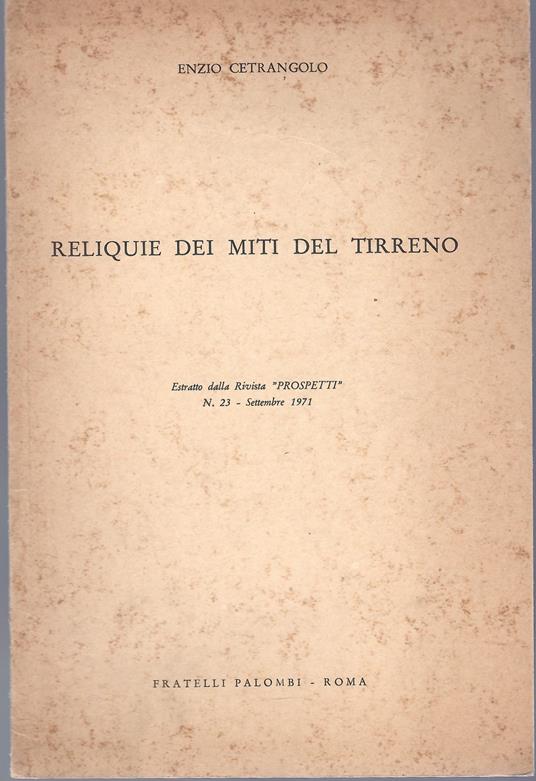 ENZIO CETRANGOLO
RELIQUIE DEI MITI DEL TIRRENO
Estratto dalla Rivista "PROSPETTI"
N. 23 - Settembre 1971
FRATELLI PALOMBI - ROMA